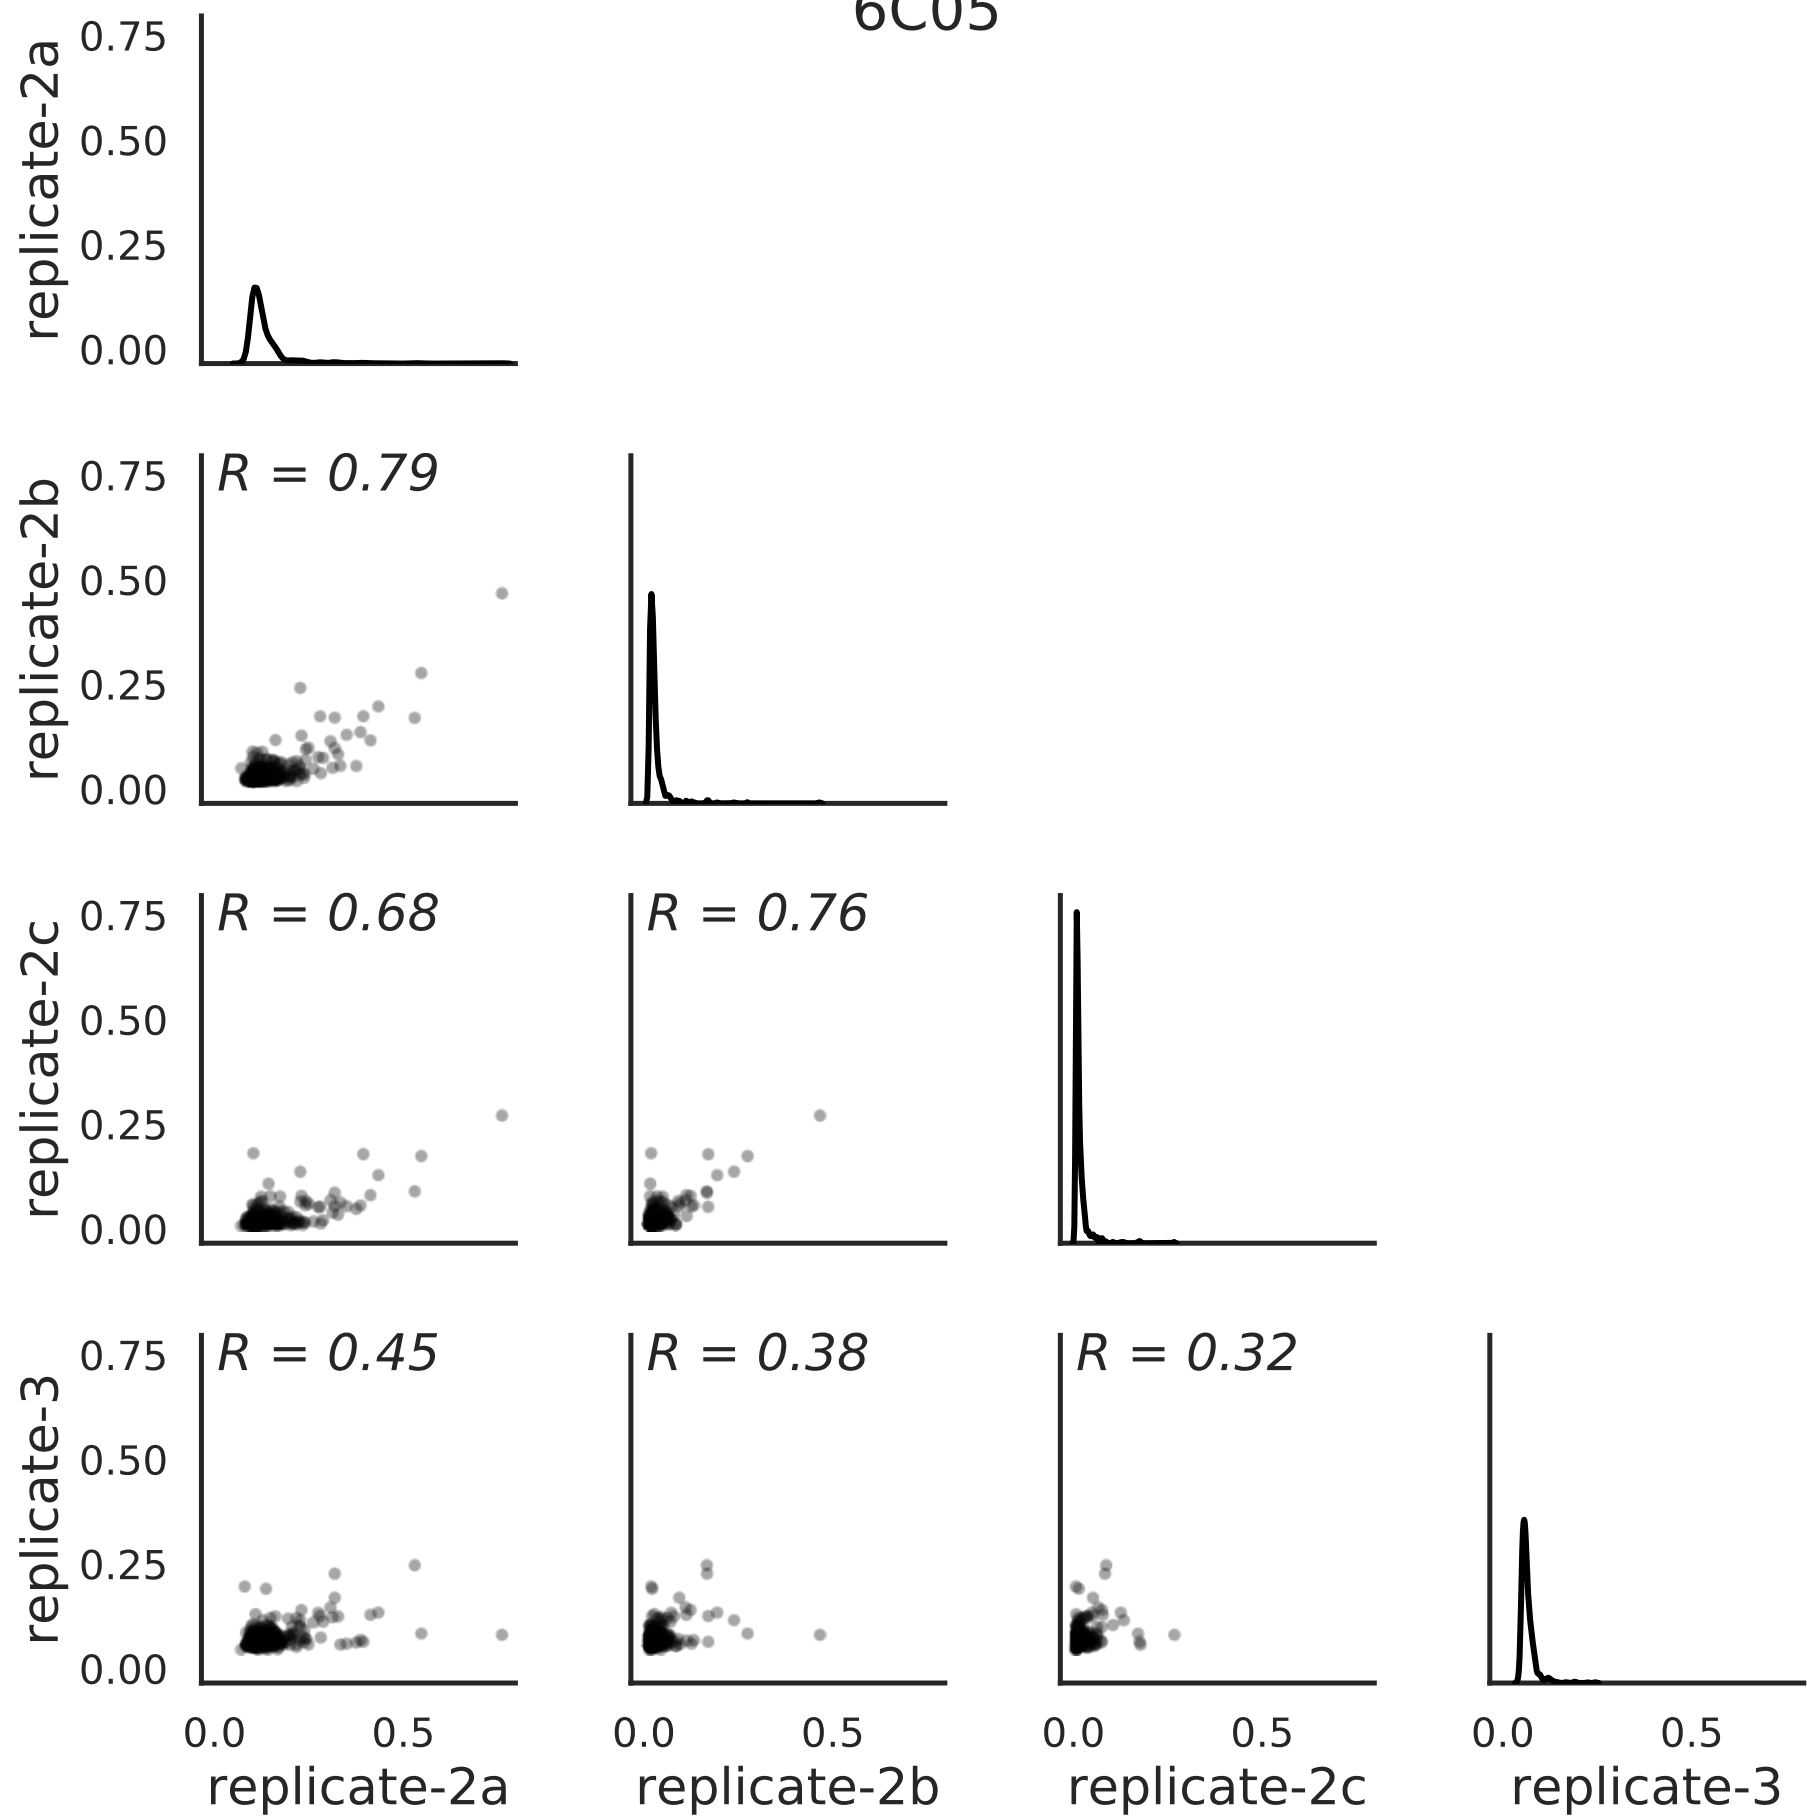 6C05
replicate-2a
0.75
0.50
0.25
0.00
replicate-2b
0.75
0.50
0.25
0.00
R = 0.79
replicate-2c
0.75
0.50
0.25
0.00
R = 0.68
R = 0.76
replicate-3
0.75
0.50
0.25
0.00
R = 0.45
R = 0.38
R = 0.32
0.0 0.5
0.0 0.5
0.0 0.5
0.0 0.5
replicate-2a
replicate-2b
replicate-2c
replicate-3